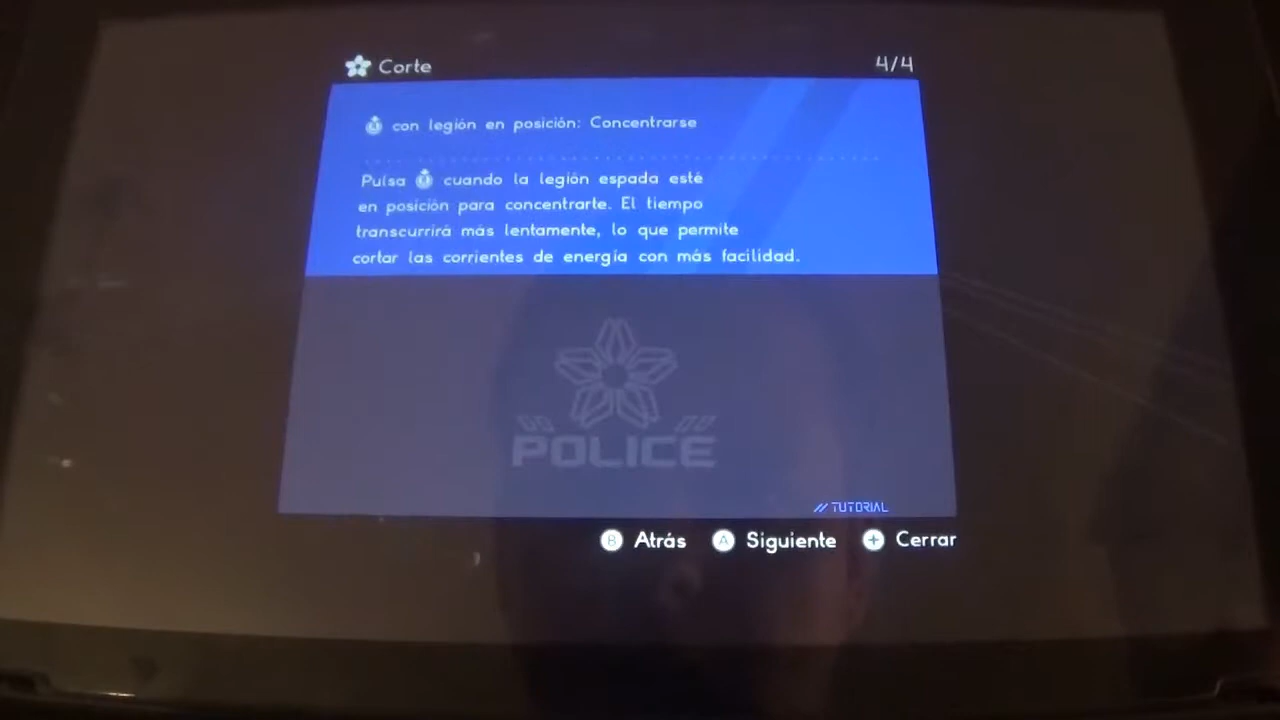 Corte
4/4
con legión en posición: Concentrarse
Pulsa cuando la legión espada esté
en posición para concentrarte. El tiempo
transcurrirá más lentamente, lo que permite
cortar las corrientes de energía con más facilidad.
POLICE
// TUTORIAL
B Atrás A Siguiente + Cerrar